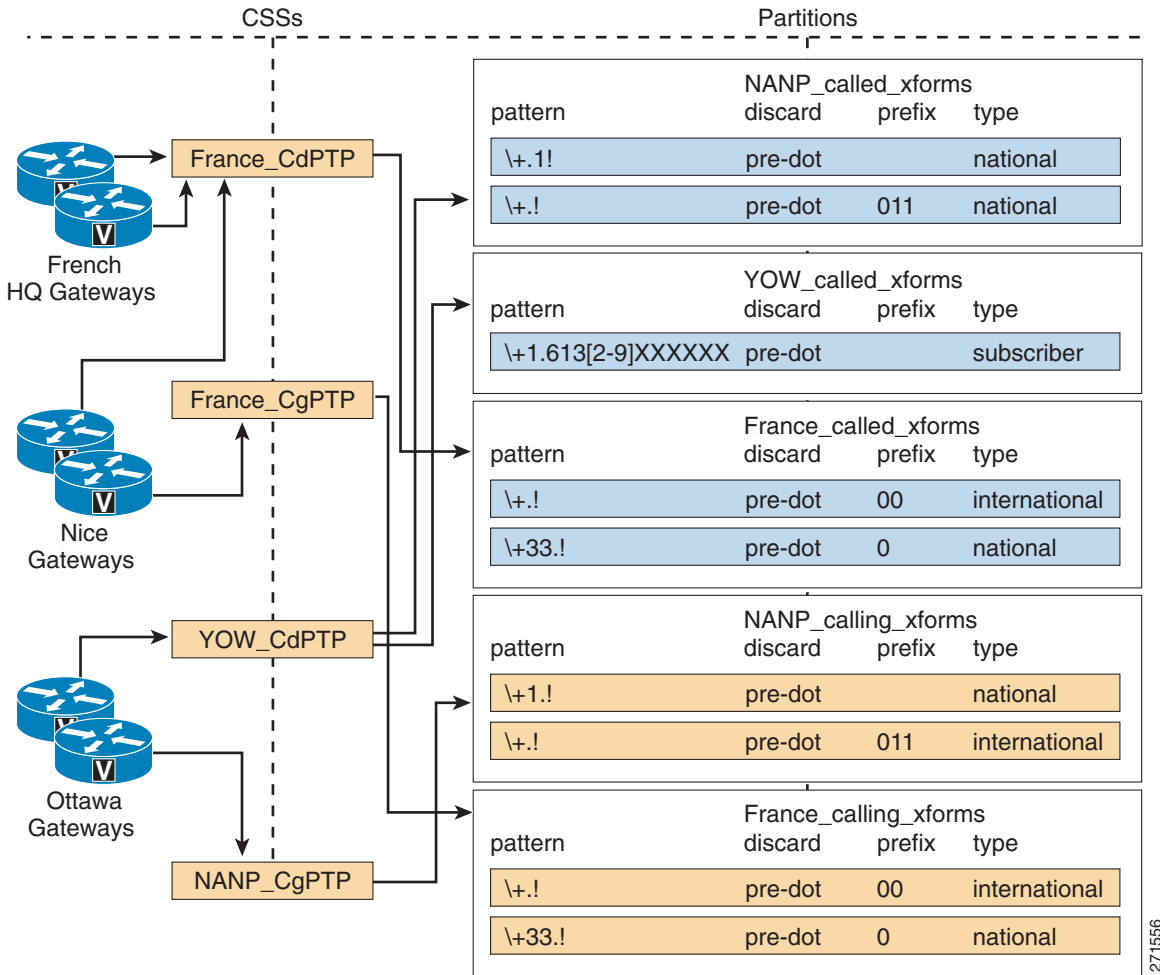 CSSs
Partitions
French
HQ Gateways
Nice
Gateways
Ottawa
Gateways
V
V
V
V
V
V
France_CdPTP
France_CgPTP
YOW_CdPTP
NANP_CgPTP
NANP_called_xforms
pattern discard prefix type
\+.1! pre-dot national
\+.! pre-dot 011 national
YOW_called_xforms
pattern discard prefix type
\+1.613[2-9]XXXXXX pre-dot subscriber
France_called_xforms
pattern discard prefix type
\+.! pre-dot 00 international
\+33.! pre-dot 0 national
NANP_calling_xforms
pattern discard prefix type
\+1.! pre-dot national
\+.! pre-dot 011 international
France_calling_xforms
pattern discard prefix type
\+.! pre-dot 00 international
\+33.! pre-dot 0 national
271556